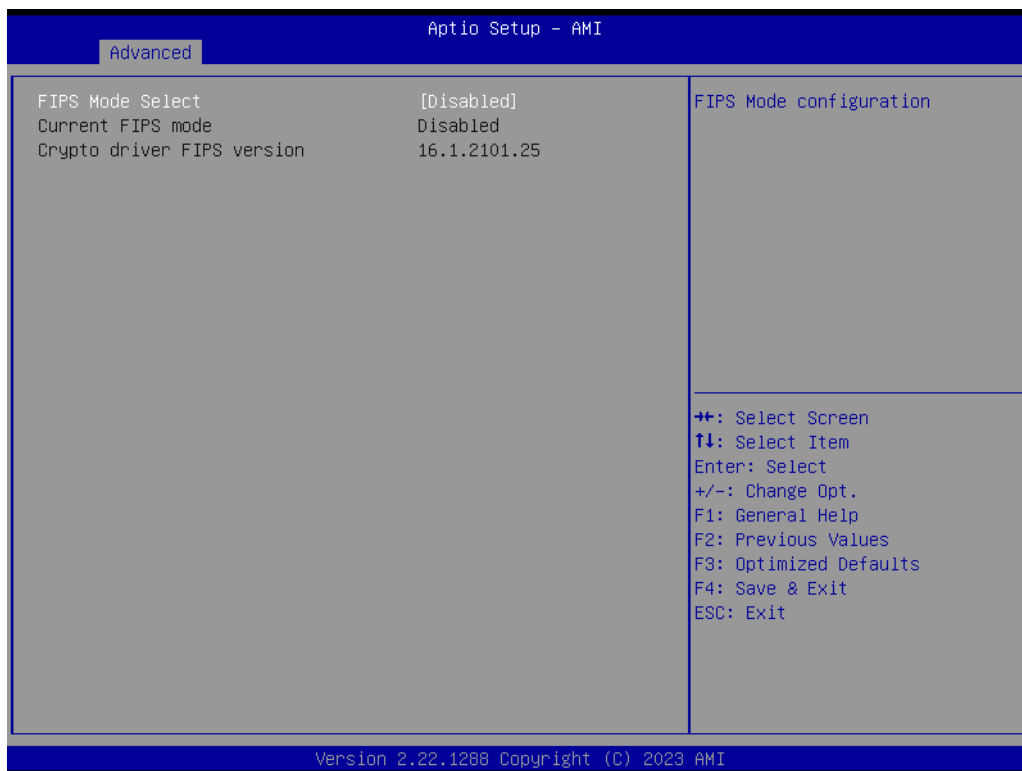 Aptio Setup – AMI
Advanced
FIPS Mode Select [Disabled]
Current FIPS mode Disabled
Crypto driver FIPS version 16.1.2101.25
FIPS Mode configuration
→←: Select Screen
↑↓: Select Item
Enter: Select
+/-: Change Opt.
F1: General Help
F2: Previous Values
F3: Optimized Defaults
F4: Save & Exit
ESC: Exit
Version 2.22.1288 Copyright (C) 2023 AMI